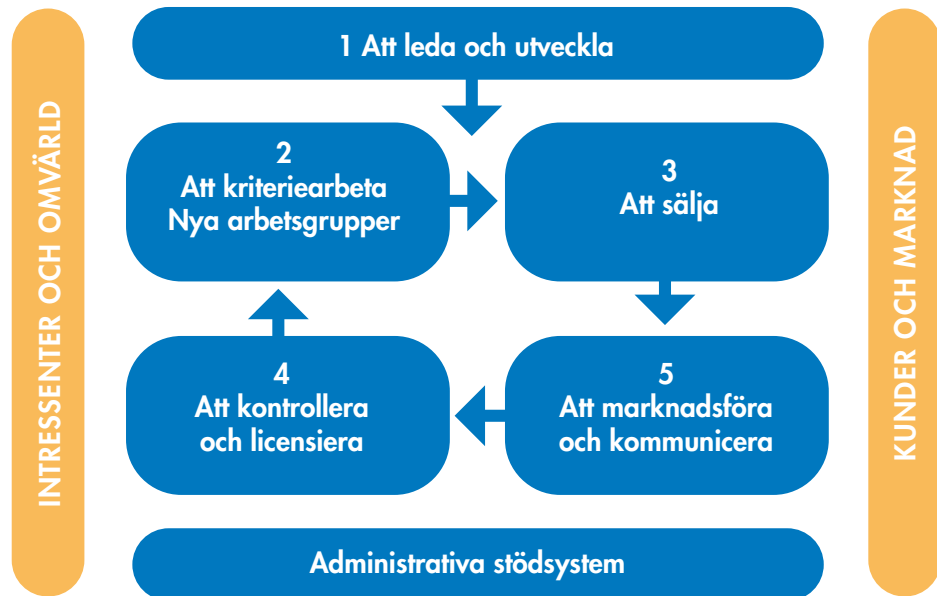 INTRESSENTER OCH OMVÄRLD
1 Att leda och utveckla
2
Att kriteriearbeta
Nya arbetsgrupper
3
Att sälja
4
Att kontrollera
och licensiera
5
Att marknadsföra
och kommunicera
Administrativa stödsystem
KUNDER OCH MARKNAD